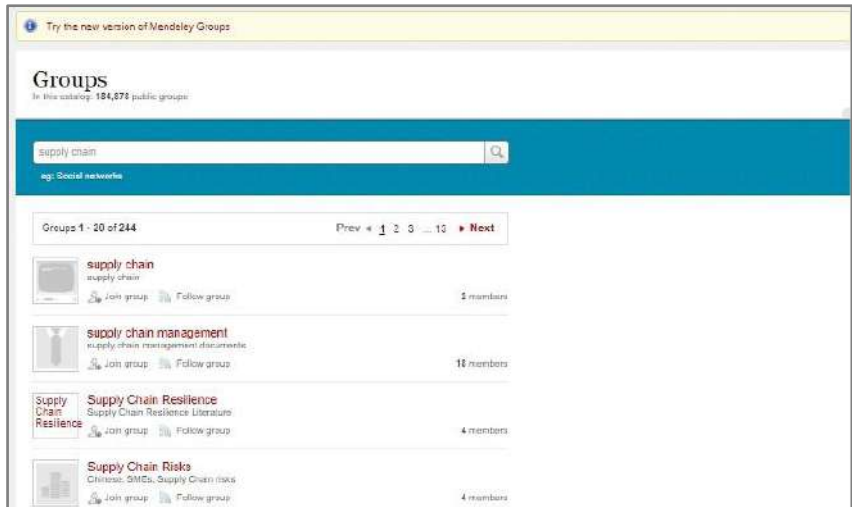 Try the new version of Mendeley Groups
Groups
In this catalog: 184,878 public groups
supply chain
eg: Social networks
Groups 1 - 20 of 244
Prev 1 2 3 ... 13 Next
supply chain
supply chain
Join group Follow group
members
supply chain management
supply chain management documents
Join group Follow group 18 members
Supply
Chain
Resilience
Supply Chain Resilience
Supply Chain Resilience Literature
Join group Follow group 4 members
Supply Chain Risks
Chinese, SMEs, Supply Chain risks
Join group Follow group 4 members